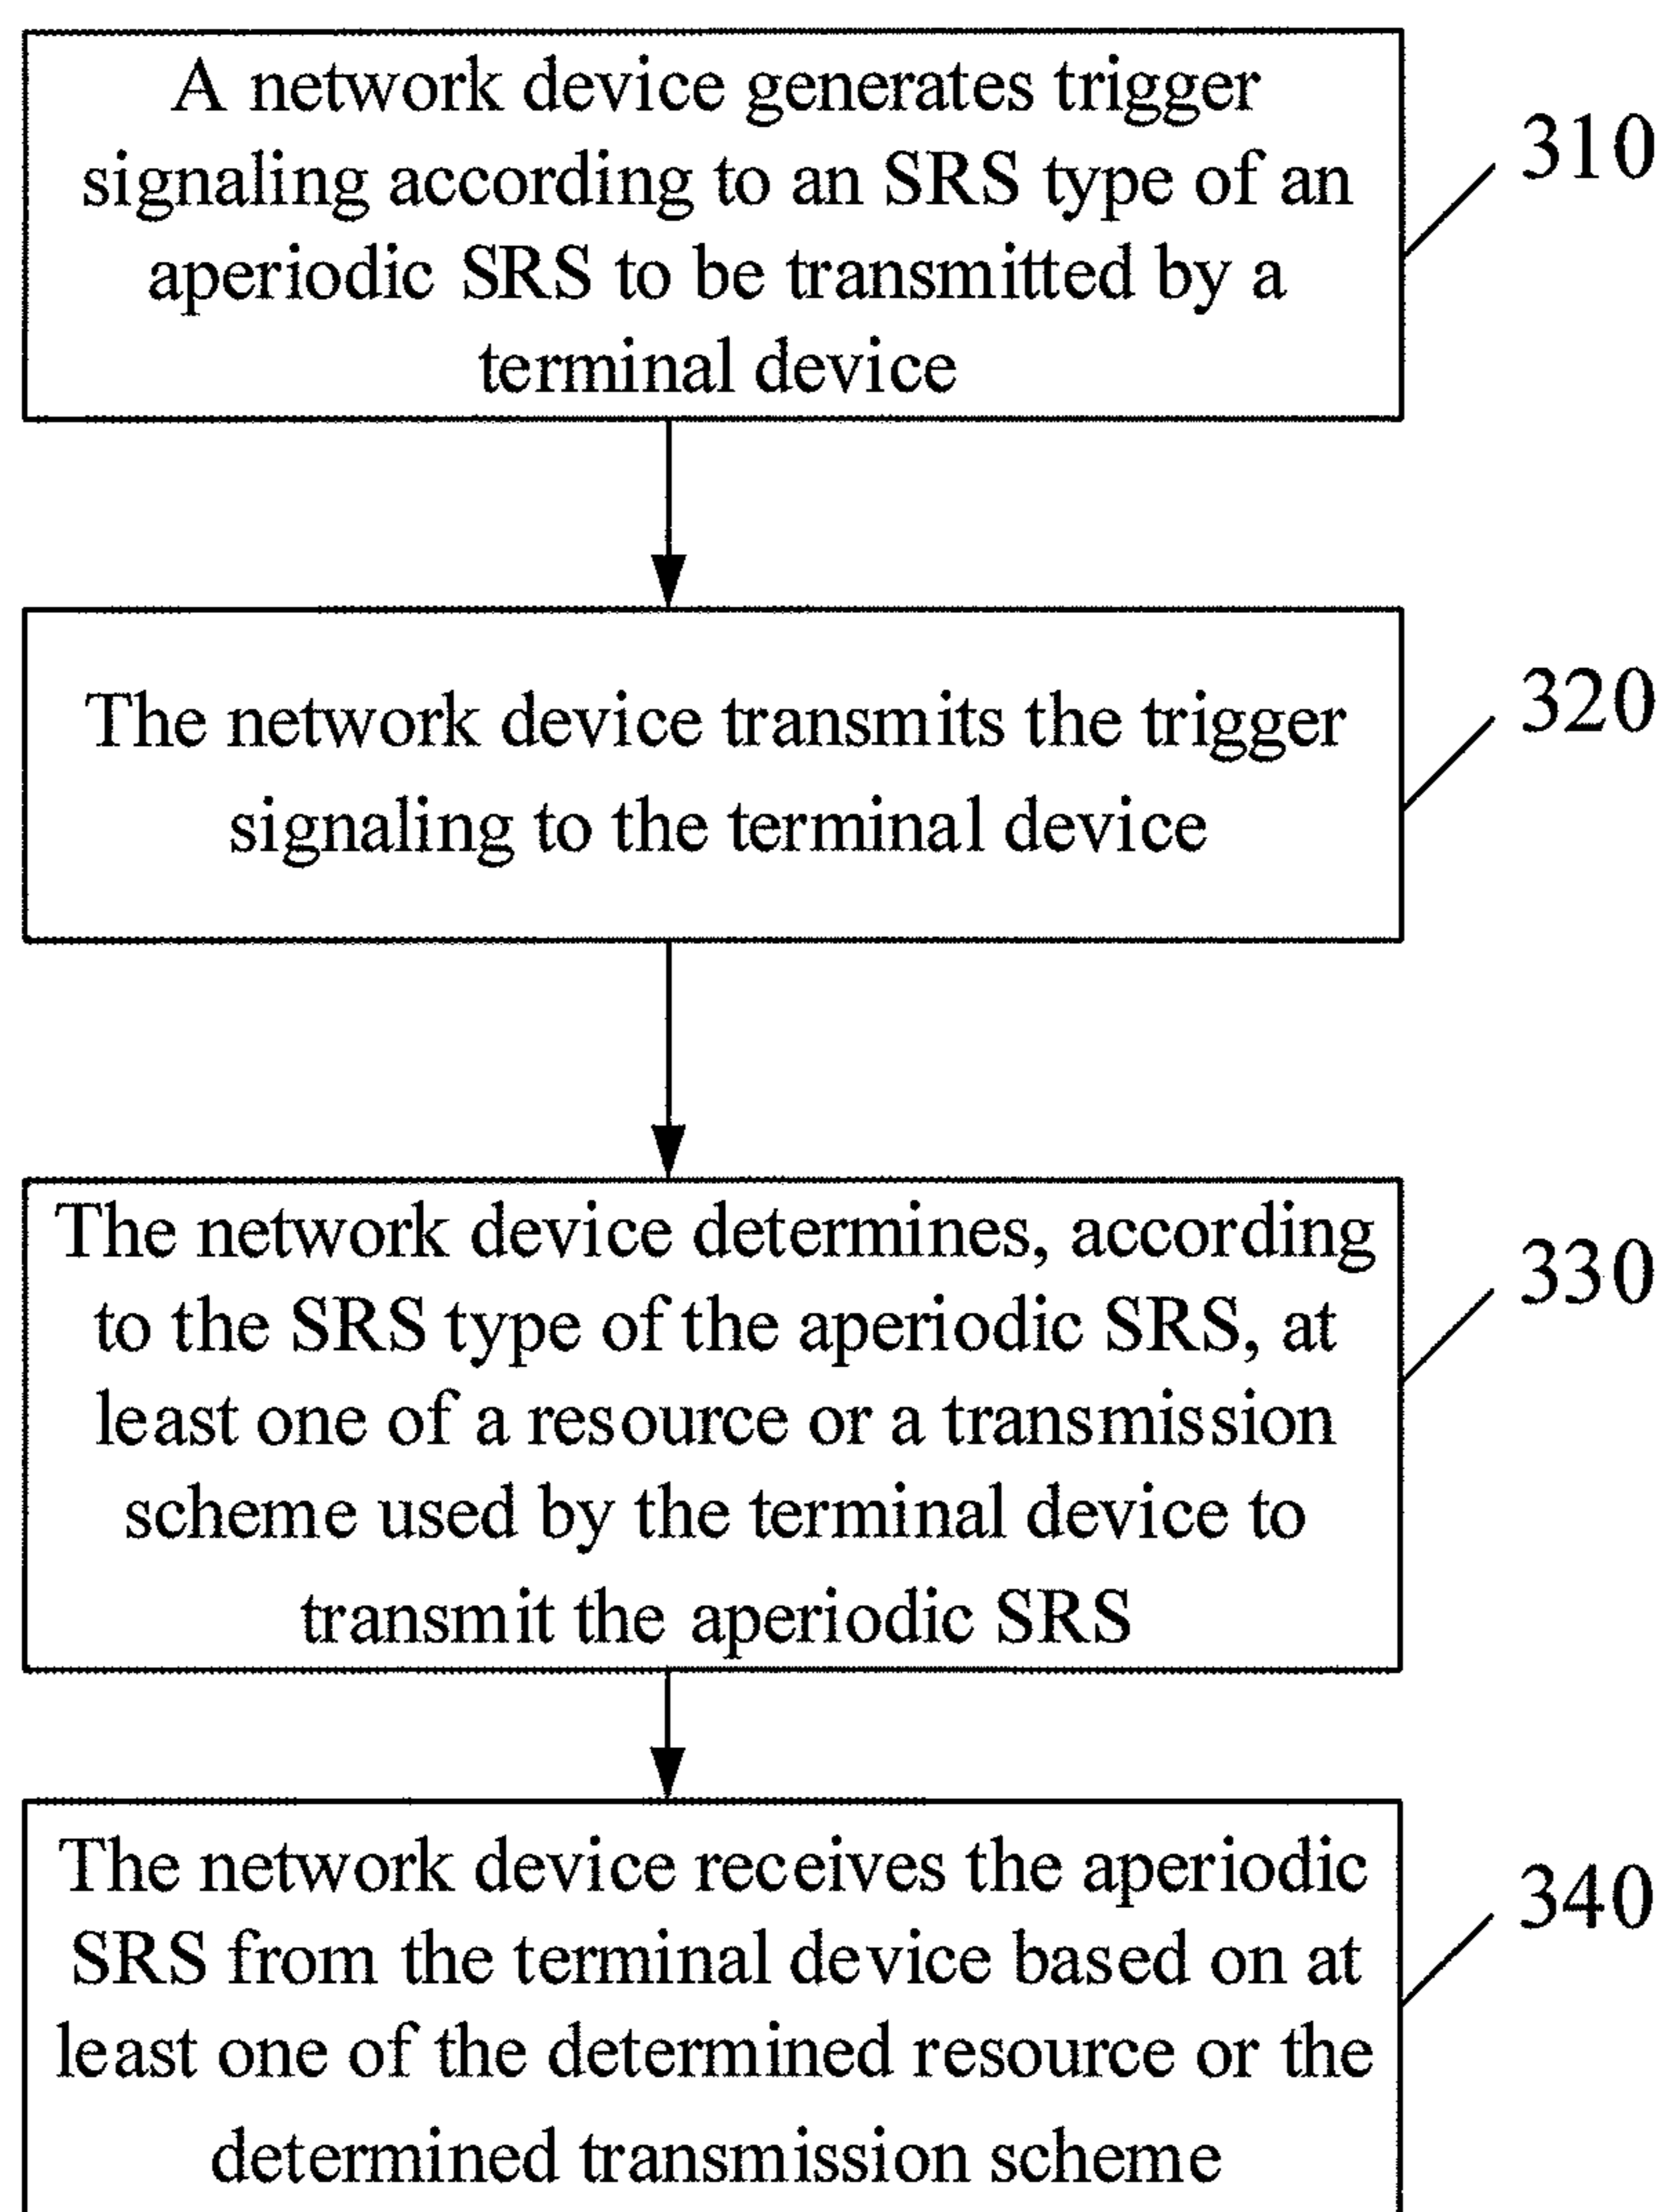 A network device generates trigger
signaling according to an SRS type of an
aperiodic SRS to be transmitted by a
terminal device
310
The network device transmits the trigger
signaling to the terminal device
320
The network device determines, according
to the SRS type of the aperiodic SRS, at
least one of a resource or a transmission
scheme used by the terminal device to
transmit the aperiodic SRS
330
The network device receives the aperiodic
SRS from the terminal device based on at
least one of the determined resource or the
determined transmission scheme
340